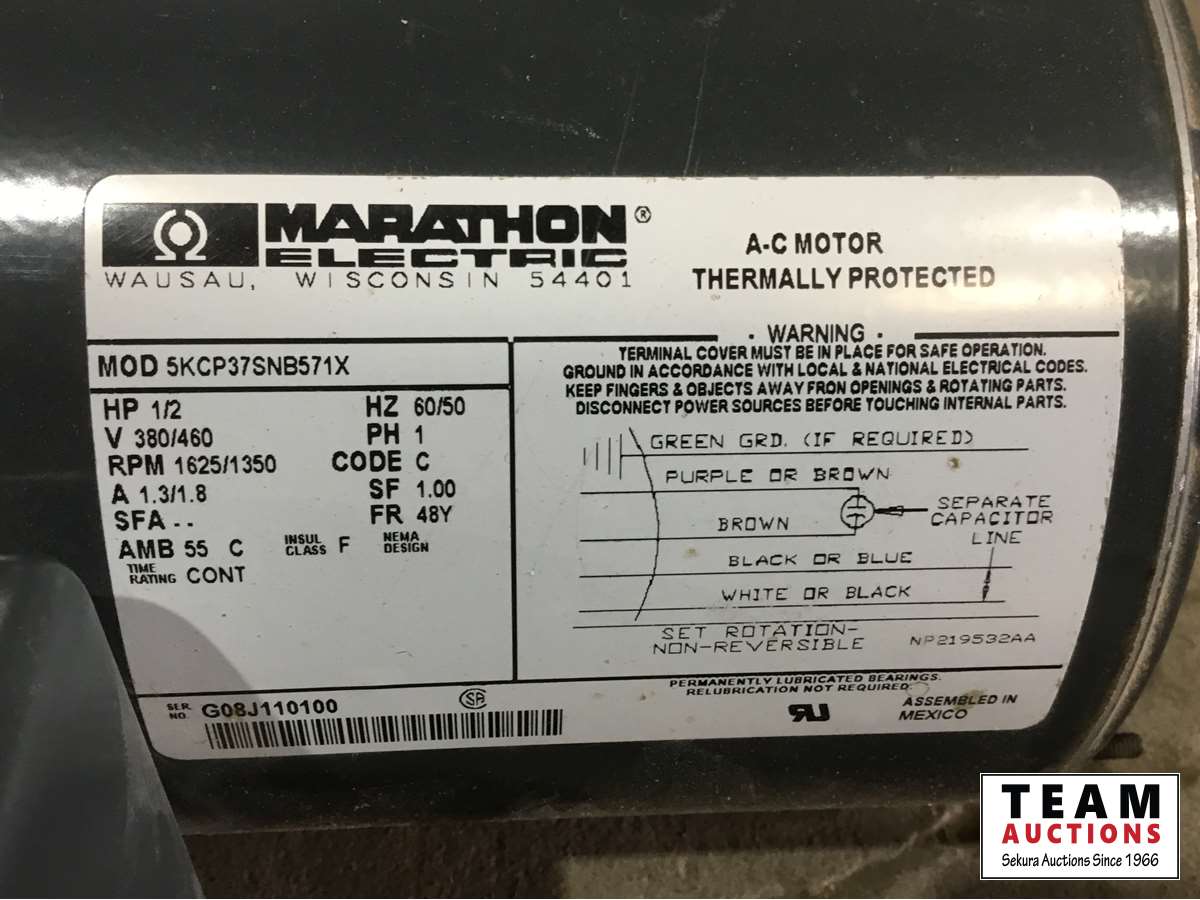 MARATHON®
ELECTRIC
WAUSAU, WISCONSIN 54401
A-C MOTOR
THERMALLY PROTECTED
MOD 5KCP37SNB571X
HP 1/2 HZ 60/50
V 380/460 PH 1
RPM 1625/1350 CODE C
A 1.3/1.8 SF 1.00
SFA -- FR 48Y
AMB 55 C INSUL CLASS F NEMA DESIGN
TIME RATING CONT
· WARNING ·
TERMINAL COVER MUST BE IN PLACE FOR SAFE OPERATION.
GROUND IN ACCORDANCE WITH LOCAL & NATIONAL ELECTRICAL CODES.
KEEP FINGERS & OBJECTS AWAY FRON OPENINGS & ROTATING PARTS.
DISCONNECT POWER SOURCES BEFORE TOUCHING INTERNAL PARTS.
GREEN GRD. (IF REQUIRED)
PURPLE OR BROWN
BROWN
SEPARATE
CAPACITOR
LINE
BLACK OR BLUE
WHITE OR BLACK
SET ROTATION-
NON-REVERSIBLE
NP219532AA
PERMANENTLY LUBRICATED BEARINGS.
RELUBRICATION NOT REQUIRED.
SER. NO. G08J110100
ASSEMBLED IN
MEXICO
TEAM
AUCTIONS
Sekura Auctions Since 1966